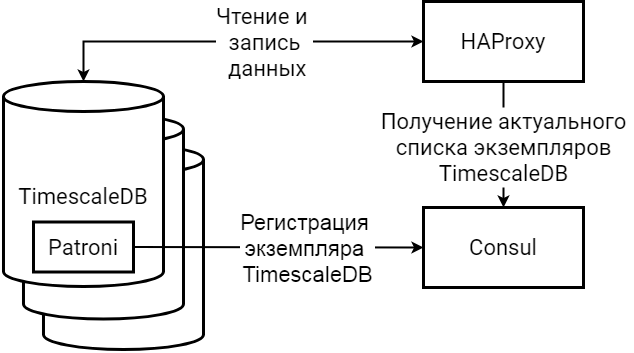 Чтение и
запись
данных
HAProxy
Получение актуального
списка экземпляров
TimescaleDB
TimescaleDB
Patroni
Регистрация
экземпляра
TimescaleDB
Consul